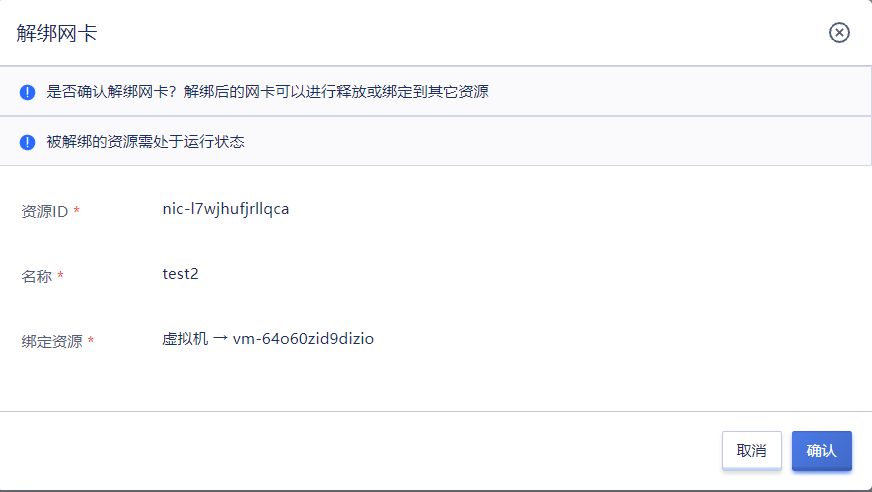 解绑网卡
是否确认解绑网卡？解绑后的网卡可以进行释放或绑定到其它资源
被解绑的资源需处于运行状态
资源ID * nic-l7wjhufjrllqca
名称 * test2
绑定资源 * 虚拟机 → vm-64o60zid9dizio
取消 确认